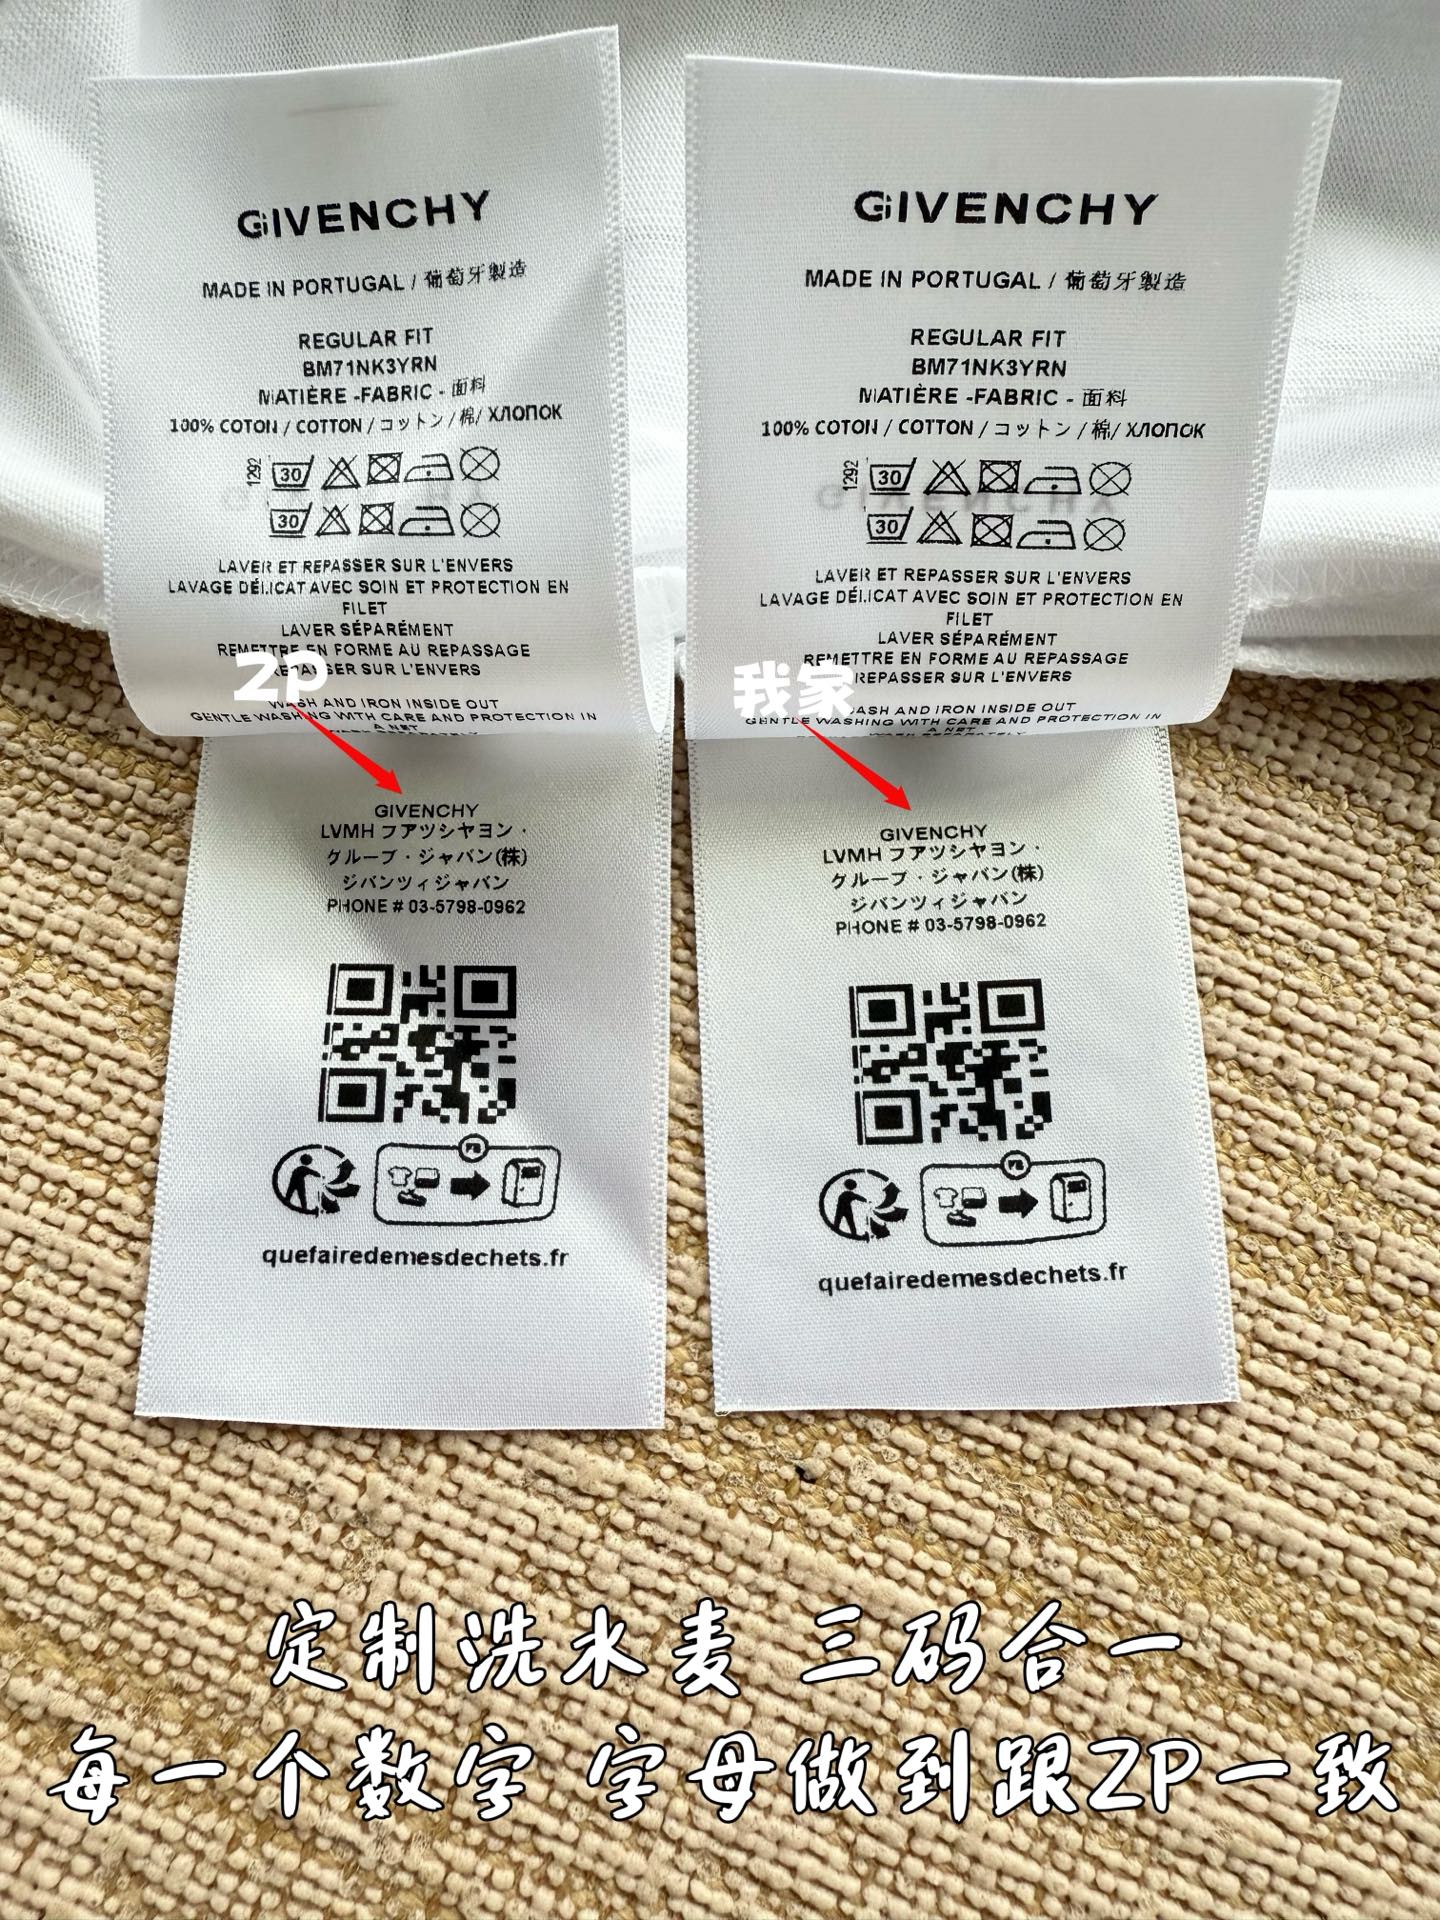 GIVENCHY
MADE IN PORTUGAL / 葡萄牙製造
REGULAR FIT
BM71NK3YRN
MATIÈRE -FABRIC - 面料
100% COTON / COTTON / コットン / 棉/ ХЛОПОК
1292
30
30
LAVER ET REPASSER SUR L'ENVERS
LAVAGE DÉLICAT AVEC SOIN ET PROTECTION EN
FILET
LAVER SÉPARÉMENT
REMETTRE EN FORME AU REPASSAGE
REPASSER SUR L'ENVERS
WASH AND IRON INSIDE OUT
GENTLE WASHING WITH CARE AND PROTECTION IN
A NET
ZP
GIVENCHY
LVMH フアツシヤヨン・
グループ・ジャバン(株)
ジバンツィジャバン
PHONE # 03-5798-0962
FR
quefairedemesdechets.fr
GIVENCHY
MADE IN PORTUGAL / 葡萄牙製造
REGULAR FIT
BM71NK3YRN
MATIÈRE -FABRIC - 面料
100% COTON / COTTON / コットン / 棉/ ХЛОПОК
1292
30
30
LAVER ET REPASSER SUR L'ENVERS
LAVAGE DÉLICAT AVEC SOIN ET PROTECTION EN
FILET
LAVER SÉPARÉMENT
REMETTRE EN FORME AU REPASSAGE
REPASSER SUR L'ENVERS
WASH AND IRON INSIDE OUT
GENTLE WASHING WITH CARE AND PROTECTION IN
A NET
我家
GIVENCHY
LVMH フアツシヤヨン・
グループ・ジャバン(株)
ジバンツィジャバン
PHONE # 03-5798-0962
FR
quefairedemesdechets.fr
定制洗水麦 三码合一
每一个数字 字母做到跟ZP一致